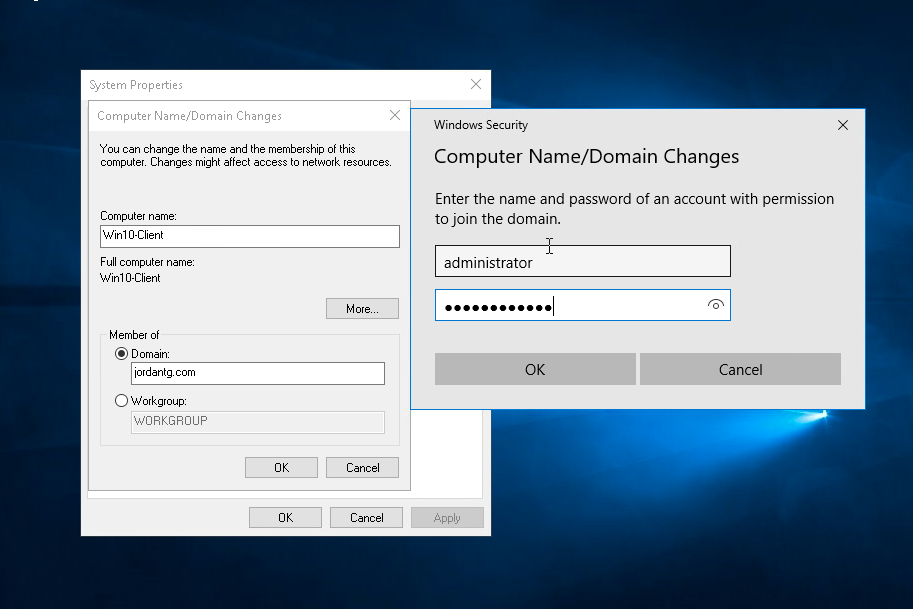 System Properties
Computer Name/Domain Changes
You can change the name and the membership of this
computer. Changes might affect access to network resources.
Computer name:
Win10-Client
Full computer name:
Win10-Client
More...
Member of
Domain:
jordantg.com
Workgroup:
WORKGROUP
OK Cancel
OK Cancel Apply
Windows Security
Computer Name/Domain Changes
Enter the name and password of an account with permission
to join the domain.
administrator
●●●●●●●●●●●●
OK Cancel